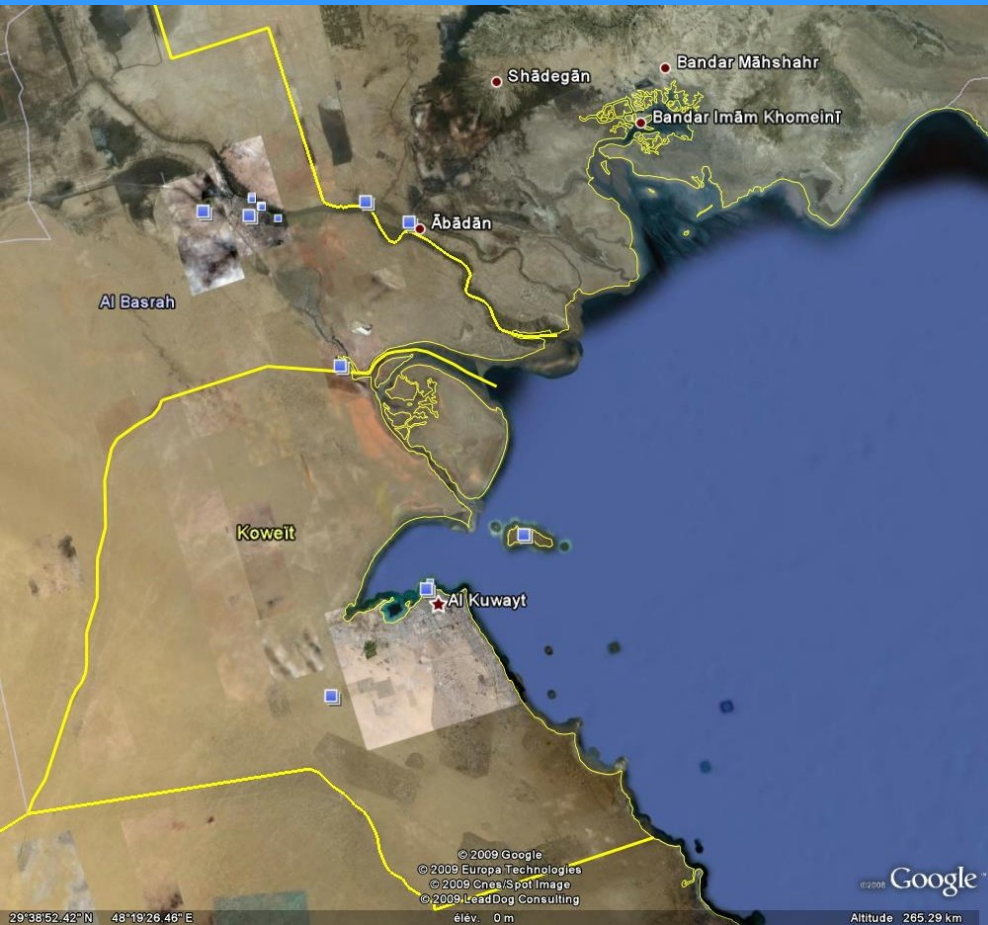 Shādegān
Bandar Māhshahr
Bandar Imām Khomeinī
Ābādān
Al Basrah
Koweït
Al Kuwayt
© 2009 Google
© 2009 Europa Technologies
© 2009 Cnes/Spot Image
© 2009 LeadDog Consulting
©2008 Google™
29°38'52.42" N 48°19'26.46" E élév. 0 m Altitude 265.29 km